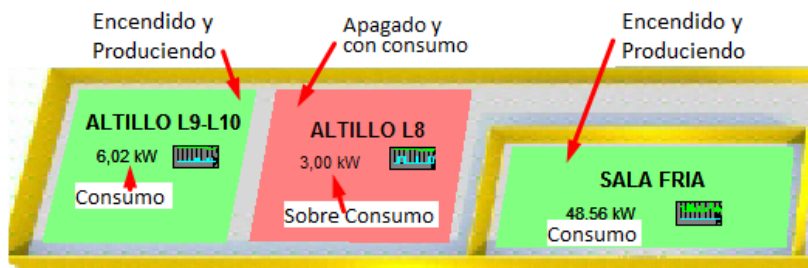 Encendido y
Produciendo
Apagado y
con consumo
Encendido y
Produciendo
ALTILLO L9-L10
6,02 kW
Consumo
ALTILLO L8
3,00 kW
Sobre Consumo
SALA FRIA
48.56 kW
Consumo